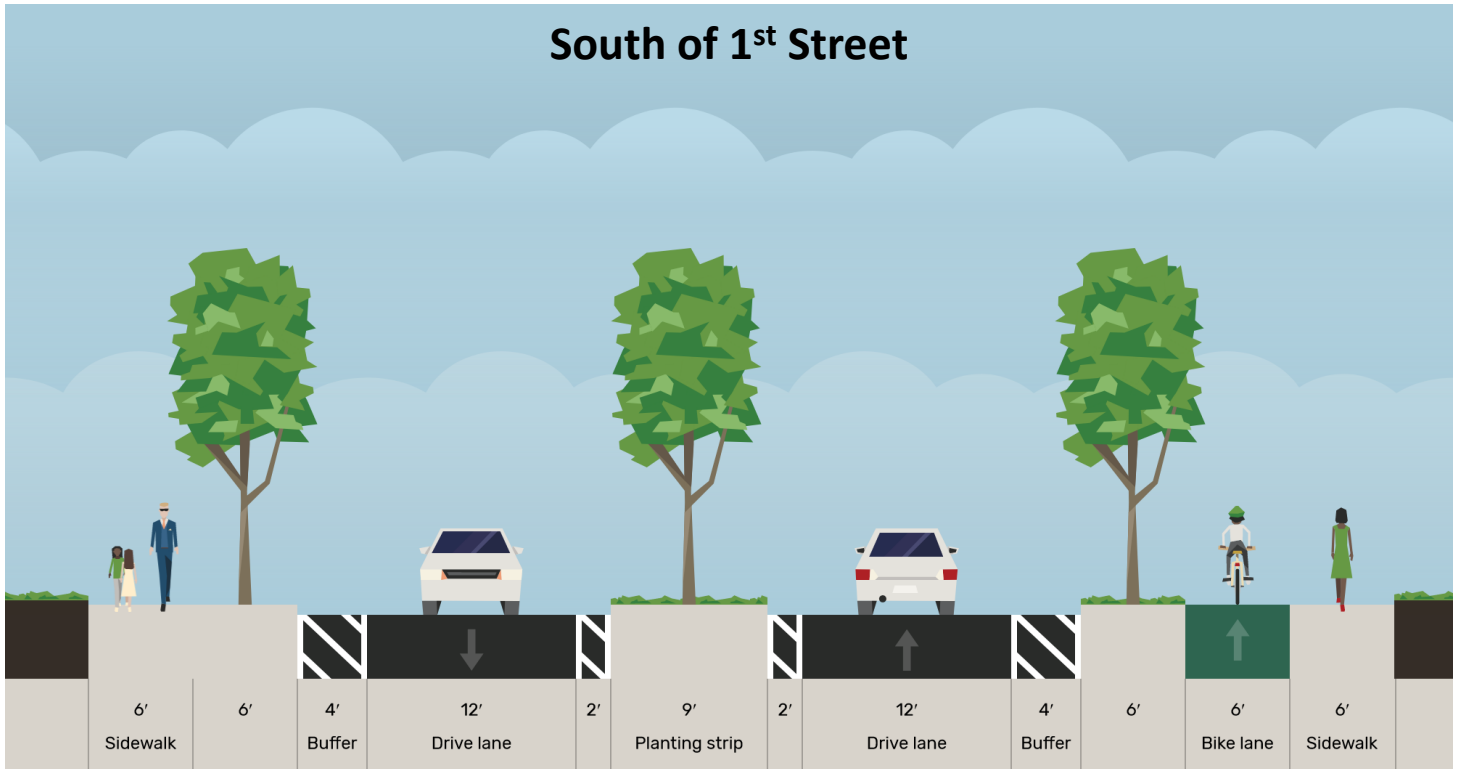 South of 1st Street
6′ 6′ 4′ 12′ 2′ 9′ 2′ 12′ 4′ 6′ 6′ 6′
Sidewalk Buffer Drive lane Planting strip Drive lane Buffer Bike lane Sidewalk